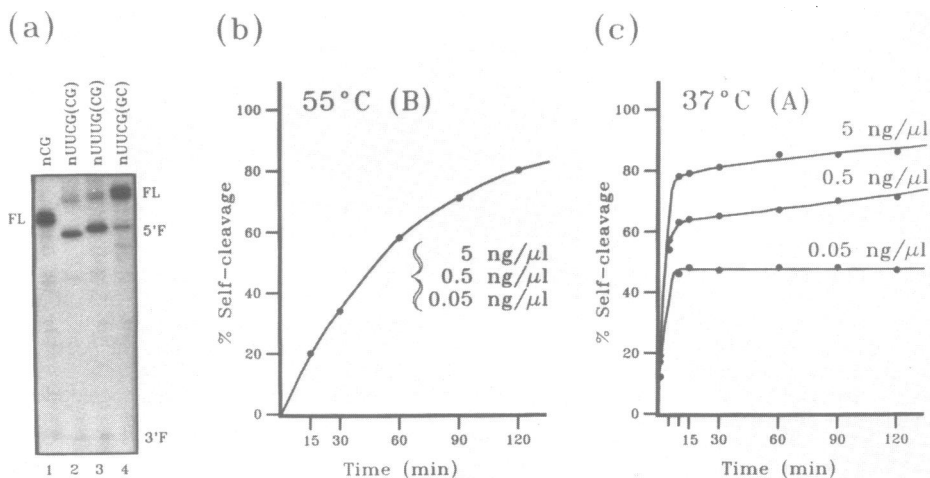 (a)
nCG
nUUCG(CG)
nUUUG(CG)
nUUCG(GC)
FL
FL
5'F
3'F
1 2 3 4
(b)
55°C (B)
% Self-cleavage
100
80
60
40
20
0
5 ng/μl
0.5 ng/μl
0.05 ng/μl
15 30 60 90 120
Time (min)
(c)
37°C (A)
% Self-cleavage
100
80
60
40
20
0
5 ng/μl
0.5 ng/μl
0.05 ng/μl
15 30 60 90 120
Time (min)